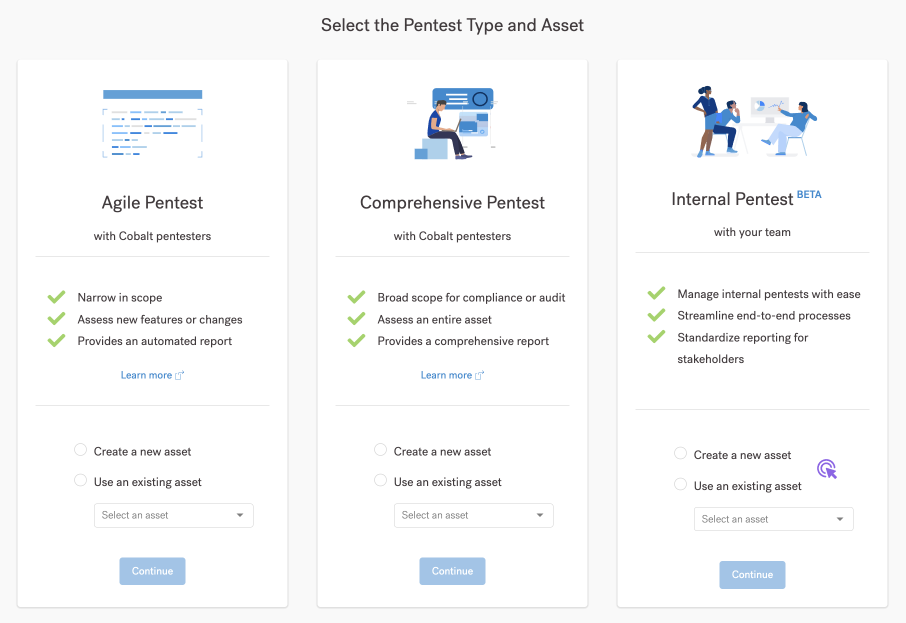 Select the Pentest Type and Asset
Agile Pentest
with Cobalt pentesters
Narrow in scope
Assess new features or changes
Provides an automated report
Learn more
Create a new asset
Use an existing asset
Select an asset
Continue
Comprehensive Pentest
with Cobalt pentesters
Broad scope for compliance or audit
Assess an entire asset
Provides a comprehensive report
Learn more
Create a new asset
Use an existing asset
Select an asset
Continue
Internal Pentest BETA
with your team
Manage internal pentests with ease
Streamline end-to-end processes
Standardize reporting for
stakeholders
Create a new asset
Use an existing asset
Select an asset
Continue